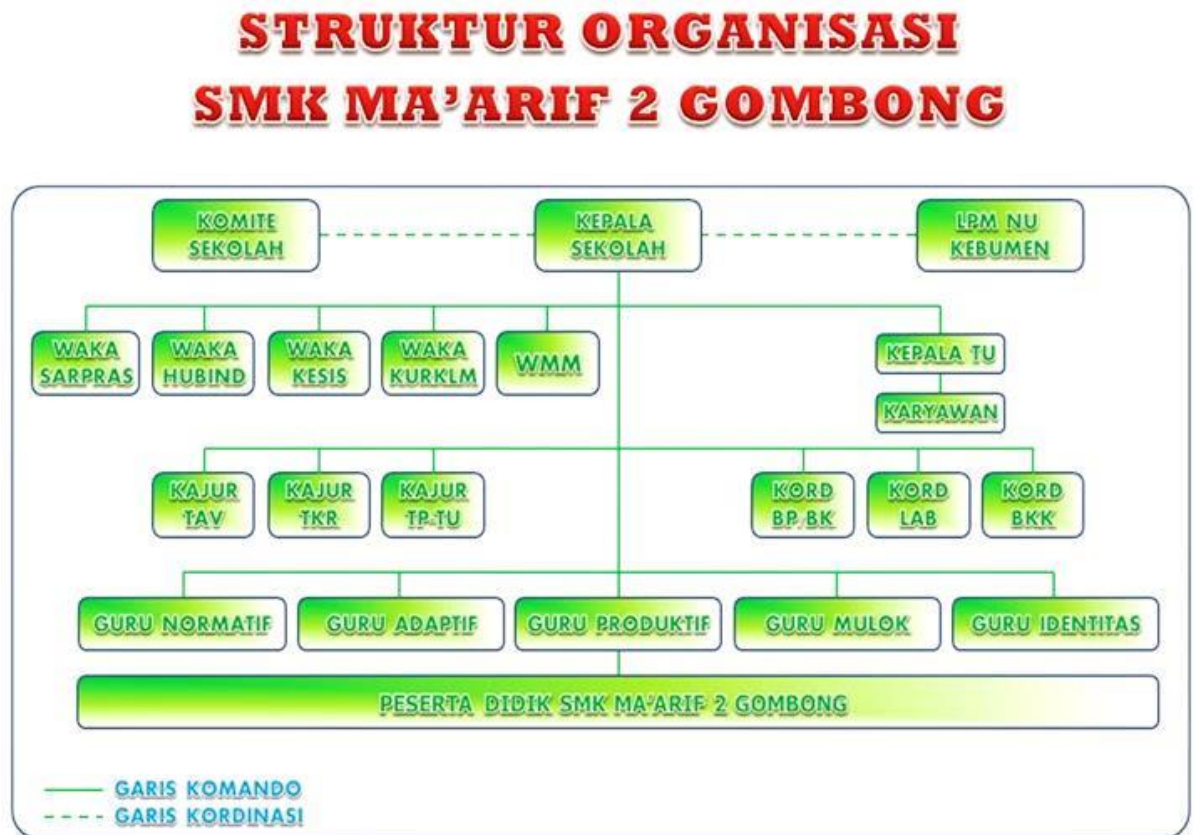 STRUKTUR ORGANISASI
SMK MA'ARIF 2 GOMBONG
KOMITE
SEKOLAH
KEPALA
SEKOLAH
LPM NU
KEBUMEN
WAKA
SARPRAS
WAKA
HUBIND
WAKA
KESIS
WAKA
KURKLM
WMM
KEPALA TU
KARYAWAN
KAJUR
TAV
KAJUR
TKR
KAJUR
TP-TU
KORD
BP/BK
KORD
LAB
KORD
BKK
GURU NORMATIF
GURU ADAPTIF
GURU PRODUKTIF
GURU MULOK
GURU IDENTITAS
PESERTA DIDIK SMK MA'ARIF 2 GOMBONG
GARIS KOMANDO
GARIS KORDINASI